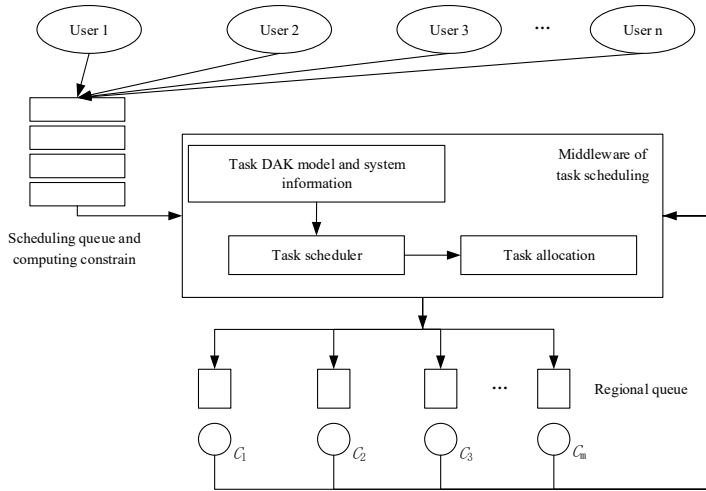 User 1
User 2
User 3
...
User n
Task DAK model and system
information
Middleware of
task scheduling
Scheduling queue and
computing constrain
Task scheduler
Task allocation
...
Regional queue
C1
C2
C3
Cm